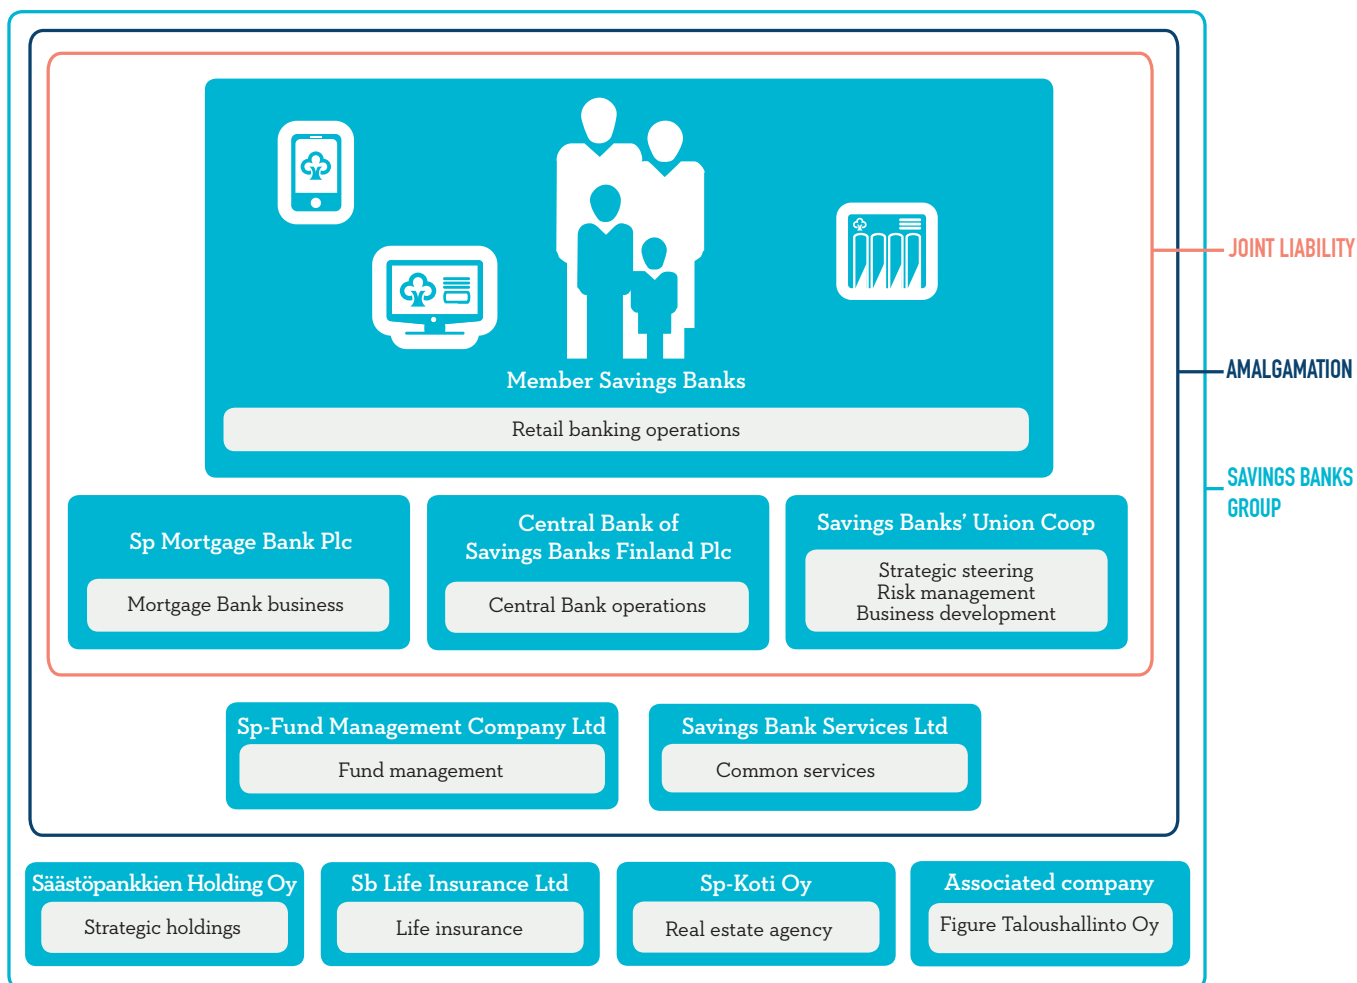 Member Savings Banks
Retail banking operations
JOINT LIABILITY
AMALGAMATION
SAVINGS BANKS
GROUP
Sp Mortgage Bank Plc
Mortgage Bank business
Central Bank of
Savings Banks Finland Plc
Central Bank operations
Savings Banks’ Union Coop
Strategic steering
Risk management
Business development
Sp-Fund Management Company Ltd
Fund management
Savings Bank Services Ltd
Common services
Säästöpankkien Holding Oy
Strategic holdings
Sb Life Insurance Ltd
Life insurance
Sp-Koti Oy
Real estate agency
Associated company
Figure Taloushallinto Oy